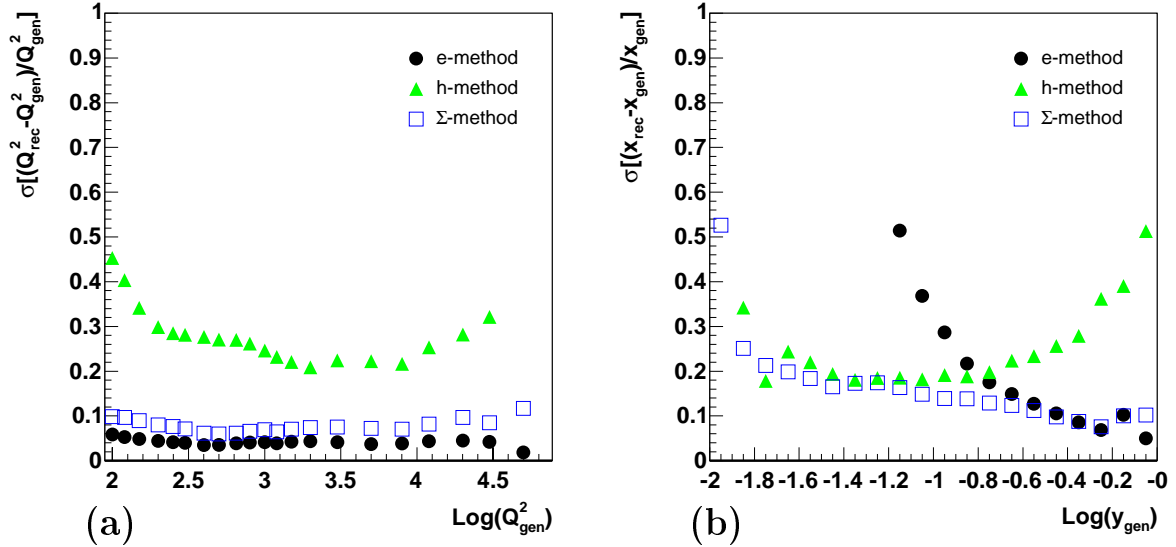 σ[(Q²rec-Q²gen)/Q²gen]
1
0.9
0.8
0.7
0.6
0.5
0.4
0.3
0.2
0.1
0
e-method
h-method
Σ-method
2 2.5 3 3.5 4 4.5
Log(Q²gen)
(a)
σ[(xrec-xgen)/xgen]
1
0.9
0.8
0.7
0.6
0.5
0.4
0.3
0.2
0.1
0
e-method
h-method
Σ-method
-2 -1.8 -1.6 -1.4 -1.2 -1 -0.8 -0.6 -0.4 -0.2 -0
Log(ygen)
(b)